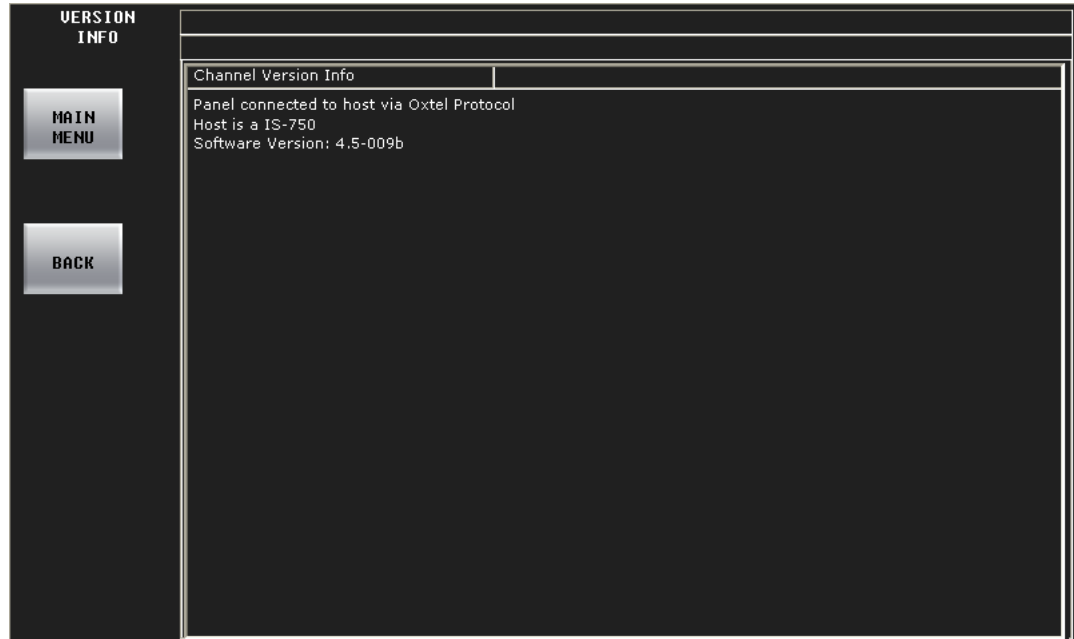 VERSION
INFO
MAIN
MENU
BACK
Channel Version Info
Panel connected to host via Oxtel Protocol
Host is a IS-750
Software Version: 4.5-009b